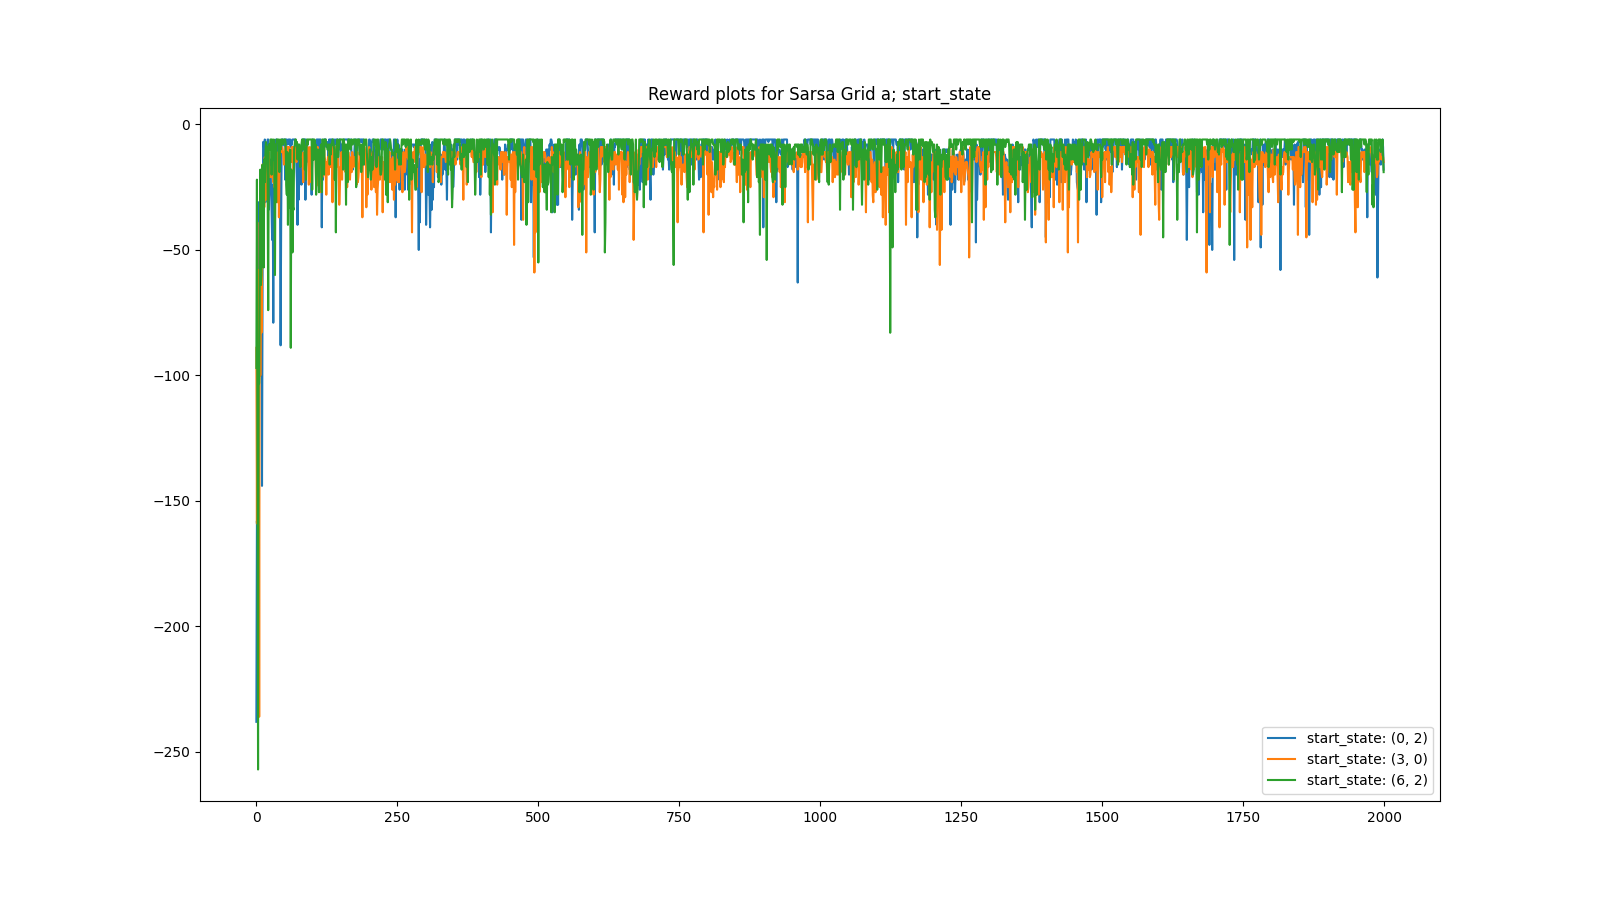 Reward plots for Sarsa Grid a; start_state
0
−50
−100
−150
−200
−250
0 250 500 750 1000 1250 1500 1750 2000
start_state: (0, 2)
start_state: (3, 0)
start_state: (6, 2)